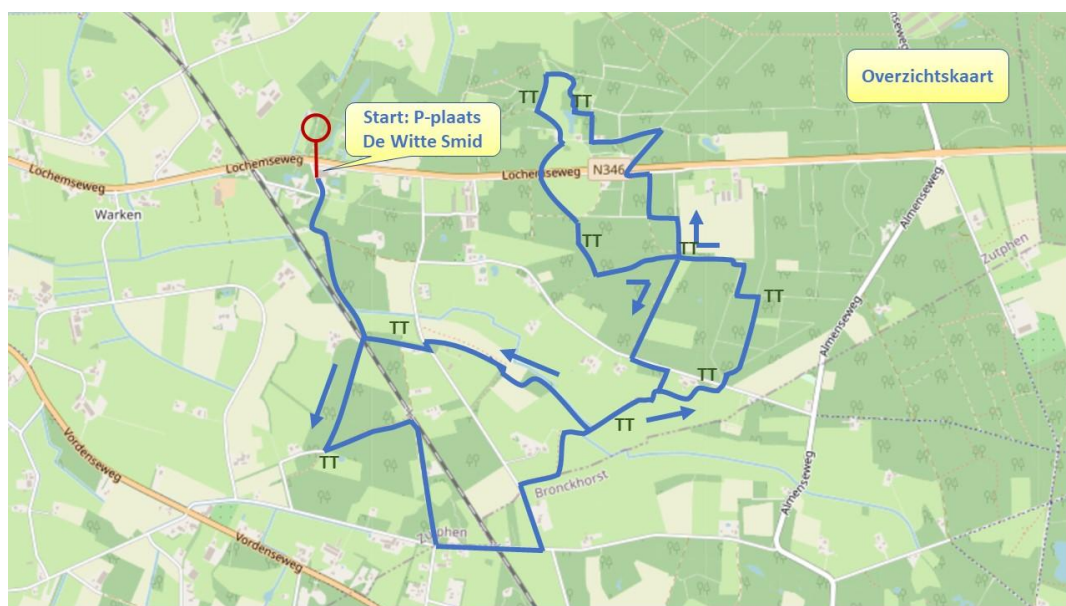 Overzichtskaart
Start: P-plaats
De Witte Smid
TT
TT
Lochemseweg
Lochemseweg
Lochemseweg
N346
Warken
Almenseweg
Zutphen
TT
TT
TT
TT
TT
TT
TT
Almenseweg
Vordenseweg
Bronckhorst
Almenseweg
Zutphen
Vordenseweg